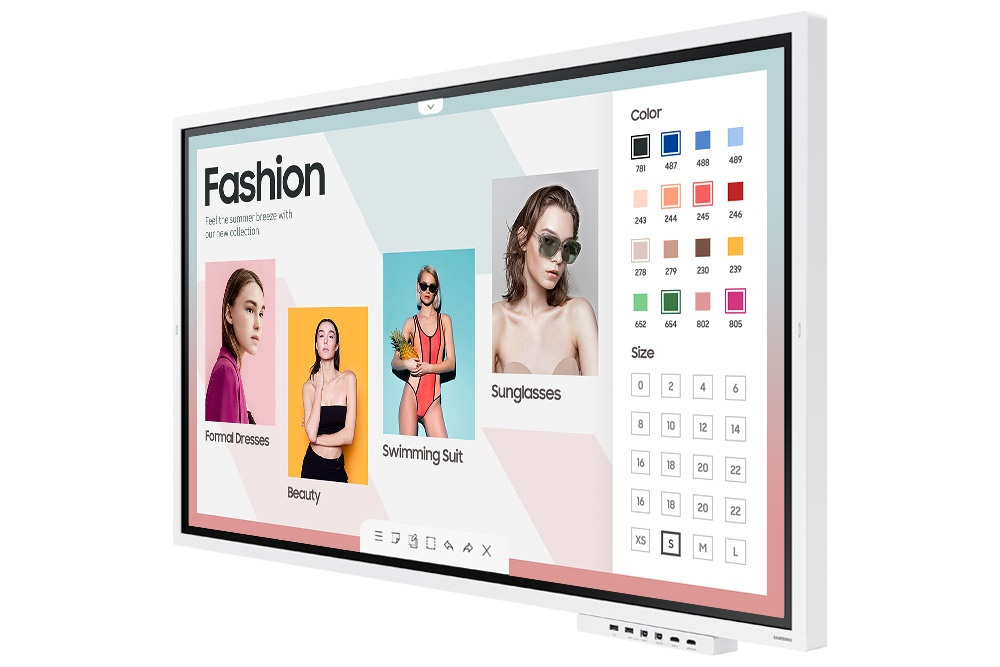 Fashion
Feel the summer breeze with
our new collection.
Formal Dresses
Beauty
Swimming Suit
Sunglasses
Color
781 487 488 489
243 244 245 246
278 279 230 239
652 654 802 805
Size
0 2 4 6
8 10 12 14
16 18 20 22
16 18 20 22
XS S M L
SAMSUNG